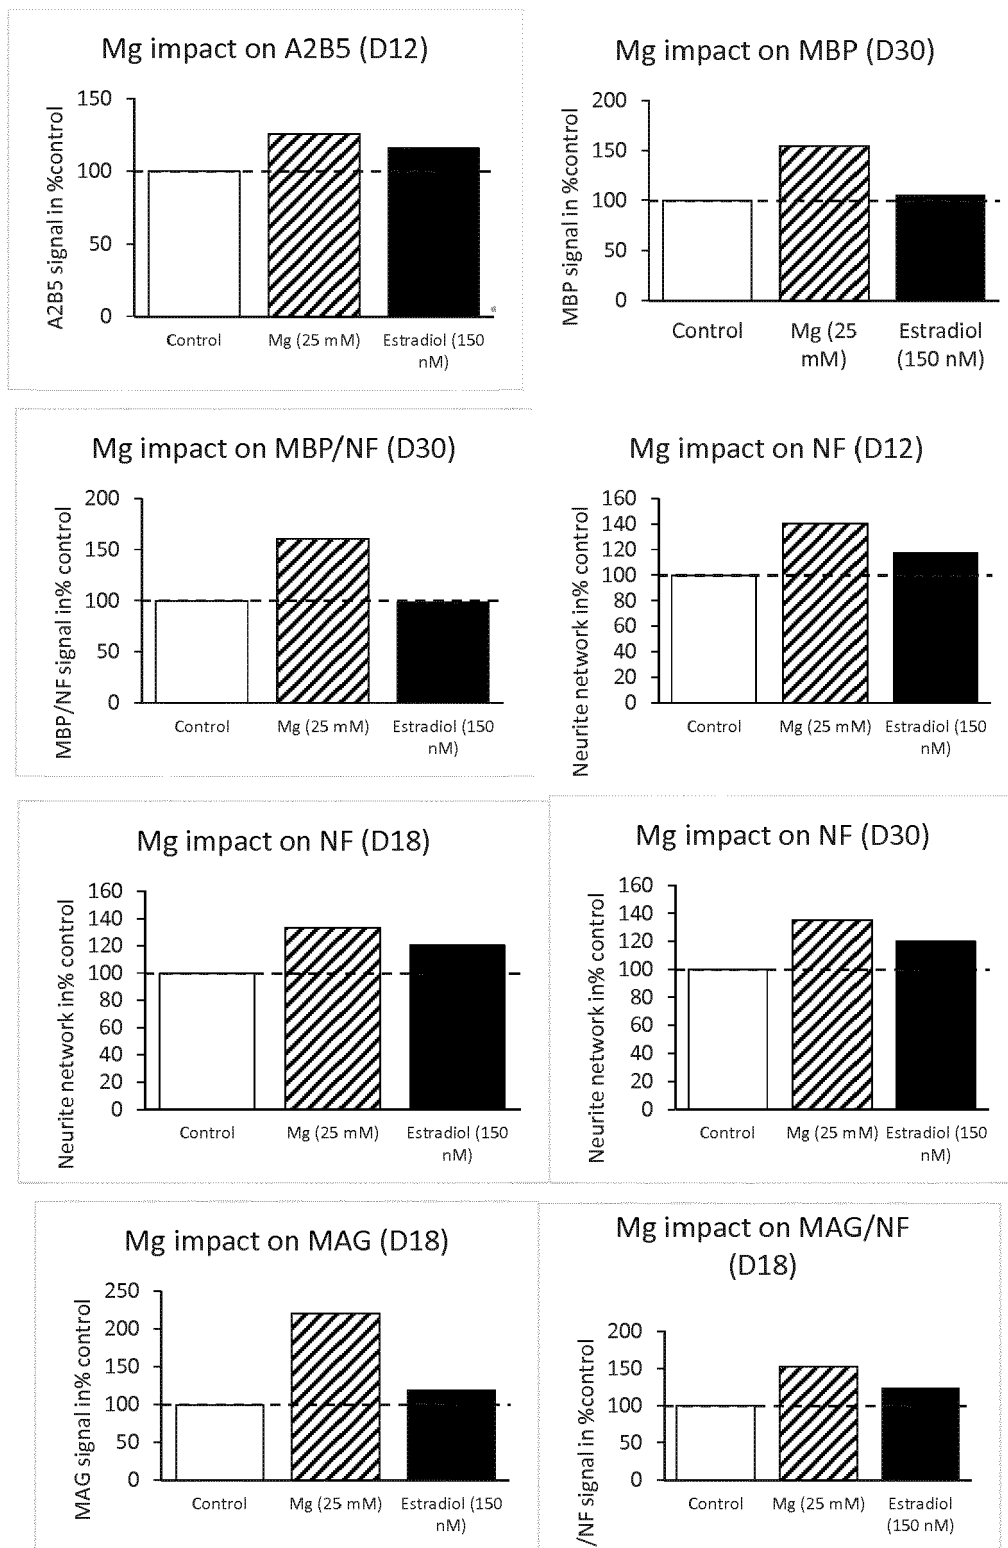 Mg impact on A2B5 (D12)
A2B5 signal in %control
150
100
50
0
Control
Mg (25 mM)
Estradiol (150
nM)
Mg impact on MBP (D30)
MBP signal in %control
200
150
100
50
0
Control
Mg (25
mM)
Estradiol
(150 nM)
Mg impact on MBP/NF (D30)
MBP/NF signal in% control
200
150
100
50
0
Control
Mg (25 mM)
Estradiol (150
nM)
Mg impact on NF (D12)
Neurite network in% control
160
140
120
100
80
60
40
20
0
Control
Mg (25 mM)
Estradiol (150
nM)
Mg impact on NF (D18)
Neurite network in% control
160
140
120
100
80
60
40
20
0
Control
Mg (25 mM)
Estradiol (150
nM)
Mg impact on NF (D30)
Neurite network in% control
160
140
120
100
80
60
40
20
0
Control
Mg (25 mM)
Estradiol (150
nM)
Mg impact on MAG (D18)
MAG signal in% control
250
200
150
100
50
0
Control
Mg (25 mM)
Estradiol (150
nM)
Mg impact on MAG/NF
(D18)
/NF signal in %control
200
150
100
50
0
Control
Mg (25 mM)
Estradiol
(150 nM)